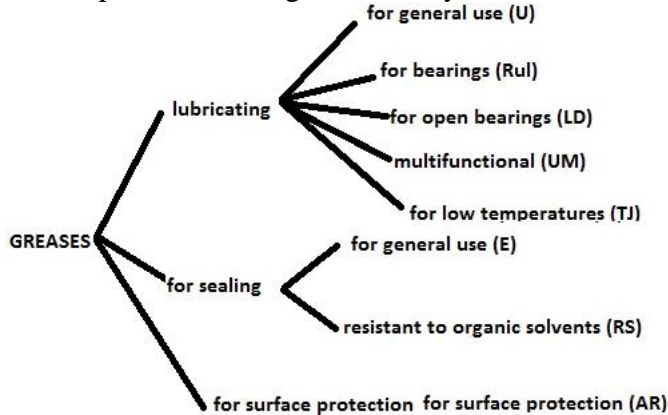 for general use (U)
for bearings (Rul)
lubricating
for open bearings (LD)
multifunctional (UM)
for low temperatures (TJ)
GREASES
for general use (E)
for sealing
resistant to organic solvents (RS)
for surface protection for surface protection (AR)